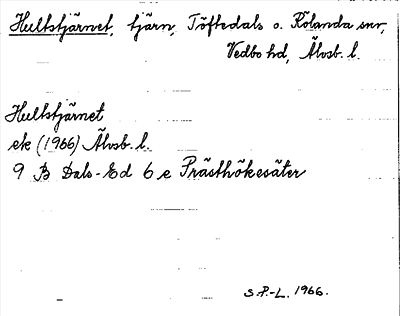 Hultstjärnet, tjärn, Töftedals o. Rölanda snr,
Vedbo hd, Älvsb. l.
Hultstjärnet
ek (1966) Älvsb. l.
9 B Dals-Ed 6 e Prästhökesäter
S.P.-L. 1966.